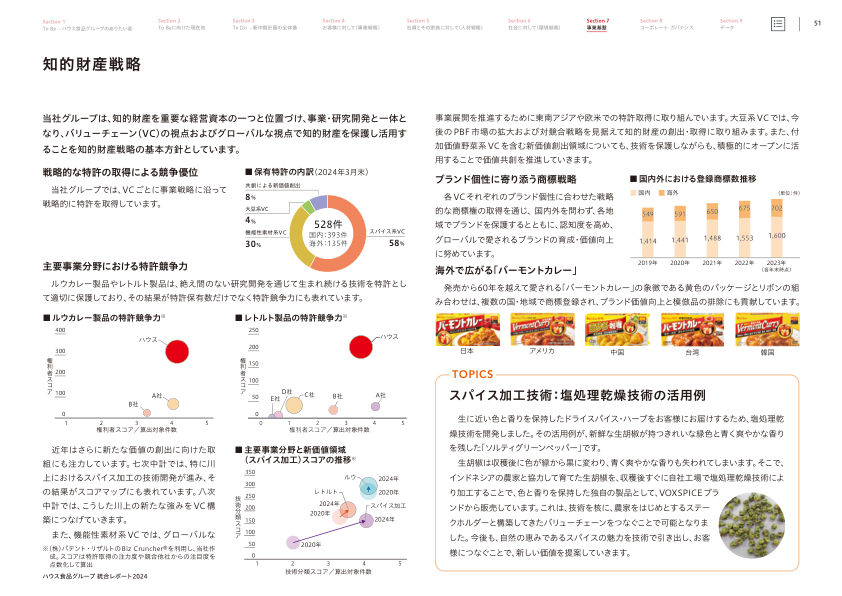 Section 1
To Be －ハウス食品グループのありたい姿
Section 2
To Beに向けた現在地
Section 3
To Do －新中期計画の全体像
Section 4
お客様に対して(事業戦略)
Section 5
社員とその家族に対して(人材戦略)
Section 6
社会に対して(環境戦略)
Section 7
事業基盤
Section 8
コーポレート・ガバナンス
Section 9
データ
51
知的財産戦略
当社グループは、知的財産を重要な経営資本の一つと位置づけ、事業・研究開発と一体と
なり、バリューチェーン（VC）の視点およびグローバルな視点で知的財産を保護し活用す
ることを知的財産戦略の基本方針としています。
戦略的な特許の取得による競争優位
当社グループでは、VCごとに事業戦略に沿って
戦略的に特許を取得しています。
■ 保有特許の内訳（2024年3月末）
共創による新価値創出
8%
大豆系VC
4%
機能性素材系VC
30%
528件
国内：393件
海外：135件
スパイス系VC
58%
主要事業分野における特許競争力
ルウカレー製品やレトルト製品は、絶え間のない研究開発を通じて生まれ続ける技術を特許とし
て適切に保護しており、その結果が特許保有数だけでなく特許競争力にも表れています。
■ ルウカレー製品の特許競争力※
400
300
200
100
0
権利者スコア
ハウス
A社
B社
1 2 3 4 5
権利者スコア／算出対象件数
■ レトルト製品の特許競争力※
250
200
150
100
50
0
権利者スコア
ハウス
D社
E社
C社
B社
A社
0 1 2 3 4 5
権利者スコア／算出対象件数
近年はさらに新たな価値の創出に向けた取
組にも注力しています。七次中計では、特に川
上におけるスパイス加工の技術開発が進み、そ
の結果がスコアマップにも表れています。八次
中計では、こうした川上の新たな強みをVC構
築につなげていきます。
また、機能性素材系VCでは、グローバルな
※（株）パテント・リザルトのBiz Cruncher®を利用し、当社作
成。スコアは特許取得の注力度や競合他社からの注目度を
点数化して算出
ハウス食品グループ 統合レポート2024
■ 主要事業分野と新価値領域
（スパイス加工）スコアの推移※
350
300
250
200
150
100
50
0
技術分類スコア
ルウ
2024年
2020年
レトルト
2024年
2020年
スパイス加工
2024年
2020年
1 2 3 4 5
技術分類スコア／算出対象件数
事業展開を推進するために東南アジアや欧米での特許取得に取り組んでいます。大豆系VCでは、今
後のPBF市場の拡大および対競合戦略を見据えて知的財産の創出・取得に取り組みます。また、付
加価値野菜系VCを含む新価値創出領域についても、技術を保護しながらも、積極的にオープンに活
用することで価値共創を推進していきます。
ブランド個性に寄り添う商標戦略
各VCそれぞれのブランド個性に合わせた戦略
的な商標権の取得を通じ、国内外を問わず、各地
域でブランドを保護するとともに、認知度を高め、
グローバルで愛されるブランドの育成・価値向上
に努めています。
■ 国内外における登録商標数推移
国内 海外
（単位：件）
549 591 650 675 702
1,414 1,441 1,488 1,553 1,600
2019年 2020年 2021年 2022年 2023年
（各年末時点）
海外で広がる「バーモントカレー」
発売から60年を越えて愛される「バーモントカレー」の象徴である黄色のパッケージとリボンの組
み合わせは、複数の国・地域で商標登録され、ブランド価値向上と模倣品の排除にも貢献しています。
バーモントカレー
Vermont Curry
バーモントカレー
Vermont Curry
日本 アメリカ 中国 台湾 韓国
TOPICS
スパイス加工技術：塩処理乾燥技術の活用例
生に近い色と香りを保持したドライスパイス・ハーブをお客様にお届けするため、塩処理乾
燥技術を開発しました。その活用例が、新鮮な生胡椒が持つきれいな緑色と青く爽やかな香り
を残した「ソルティグリーンペッパー」です。
生胡椒は収穫後に色が緑から黒に変わり、青く爽やかな香りも失われてしまいます。そこで、
インドネシアの農家と協力して育てた生胡椒を、収穫後すぐに自社工場で塩処理乾燥技術によ
り加工することで、色と香りを保持した独自の製品として、VOXSPICEブラ
ンドから販売しています。これは、技術を核に、農家をはじめとするステー
クホルダーと構築してきたバリューチェーンをつなぐことで可能となりま
した。今後も、自然の恵みであるスパイスの魅力を技術で引き出し、お客
様につなぐことで、新しい価値を提案していきます。